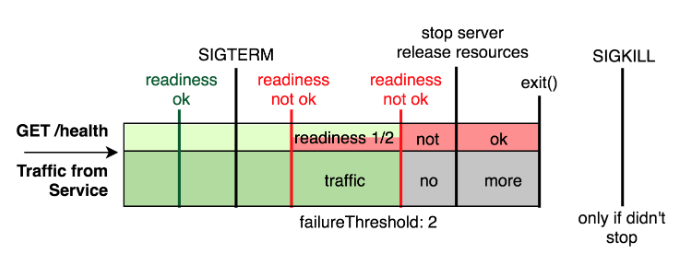 stop server
release resources
SIGTERM
SIGKILL
readiness
ok
readiness
not ok
readiness
not ok
exit()
GET /health
readiness 1/2
not
ok
Traffic from
Service
traffic
no
more
failureThreshold: 2
only if didn't
stop